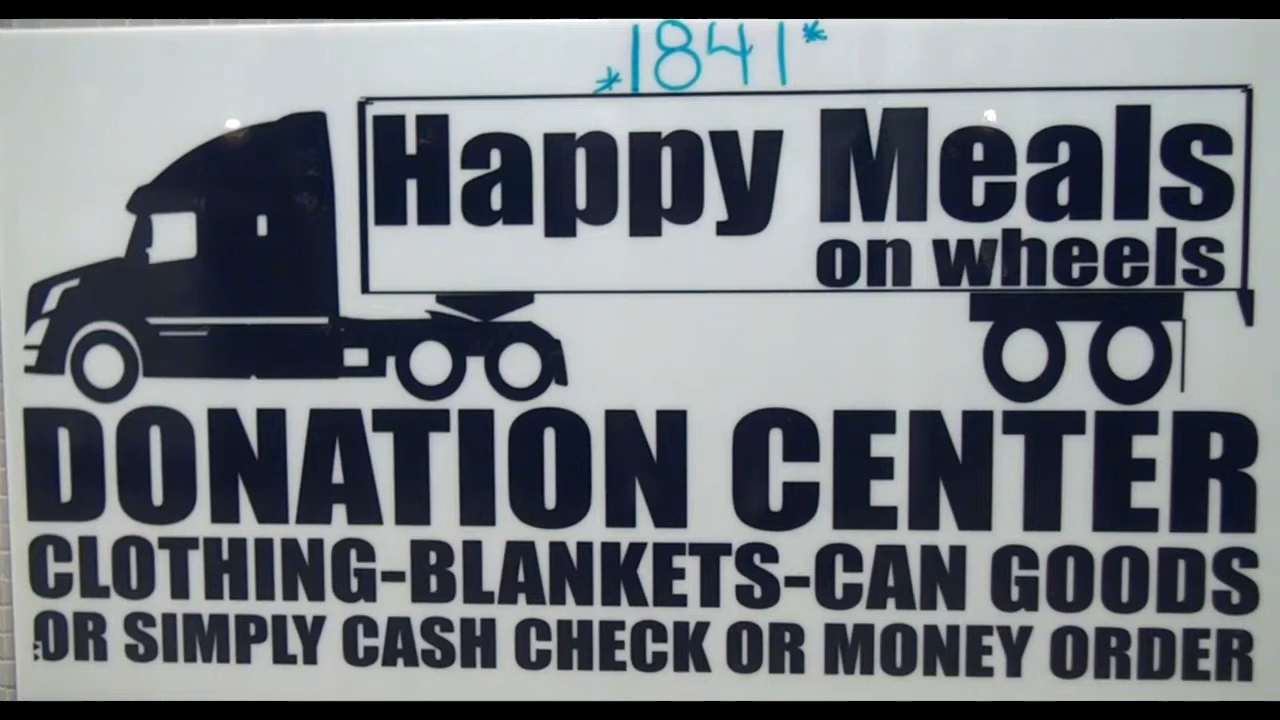 *1841*
Happy Meals
on wheels
DONATION CENTER
CLOTHING-BLANKETS-CAN GOODS
OR SIMPLY CASH CHECK OR MONEY ORDER